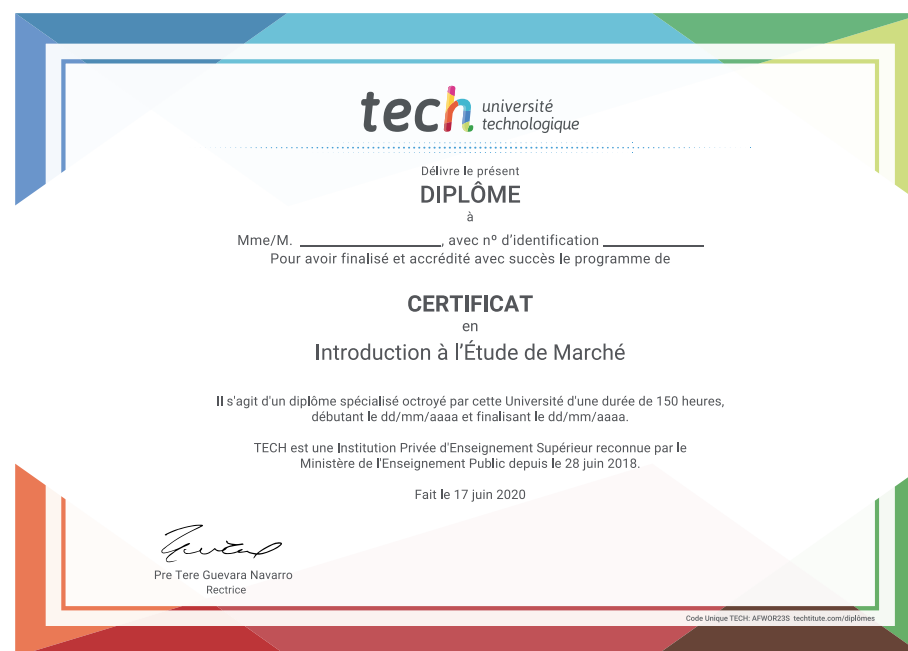 tech université
technologique
Délivre le présent
DIPLÔME
à
Mme/M. ____________________, avec nº d'identification ______________
Pour avoir finalisé et accrédité avec succès le programme de
CERTIFICAT
en
Introduction à l'Étude de Marché
Il s'agit d'un diplôme spécialisé octroyé par cette Université d'une durée de 150 heures,
débutant le dd/mm/aaaa et finalisant le dd/mm/aaaa.
TECH est une Institution Privée d'Enseignement Supérieur reconnue par le
Ministère de l'Enseignement Public depuis le 28 juin 2018.
Fait le 17 juin 2020
Pre Tere Guevara Navarro
Rectrice
Code Unique TECH: AFWOR23S techtitute.com/diplômes